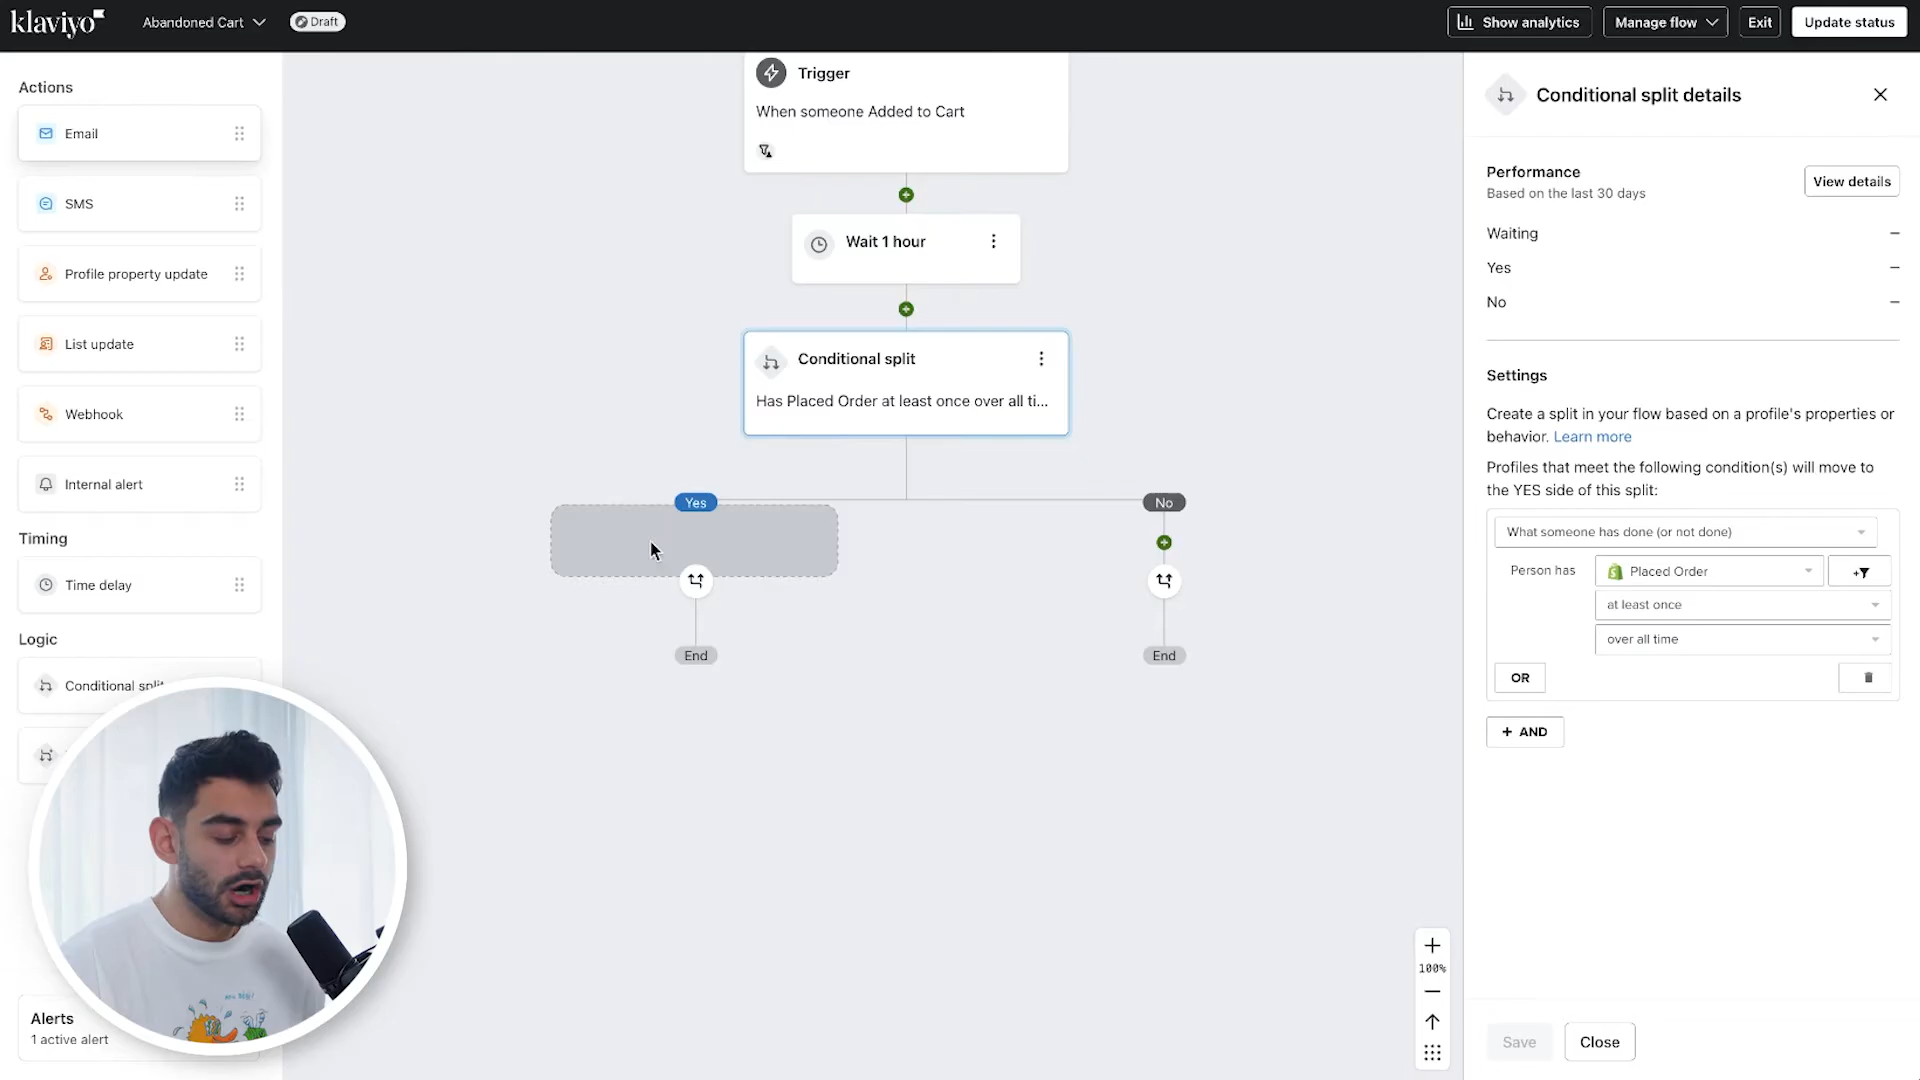 klaviyo
Abandoned Cart
Draft
Show analytics
Manage flow
Exit
Update status
Actions
Email
SMS
Profile property update
List update
Webhook
Internal alert
Timing
Time delay
Logic
Conditional split
Alerts
1 active alert
Trigger
When someone Added to Cart
Wait 1 hour
Conditional split
Has Placed Order at least once over all ti...
Yes
No
End
End
100%
Conditional split details
Performance
Based on the last 30 days
View details
Waiting –
Yes –
No –
Settings
Create a split in your flow based on a profile's properties or
behavior. Learn more
Profiles that meet the following condition(s) will move to
the YES side of this split:
What someone has done (or not done)
Person has
Placed Order
at least once
over all time
OR
+ AND
Save
Close